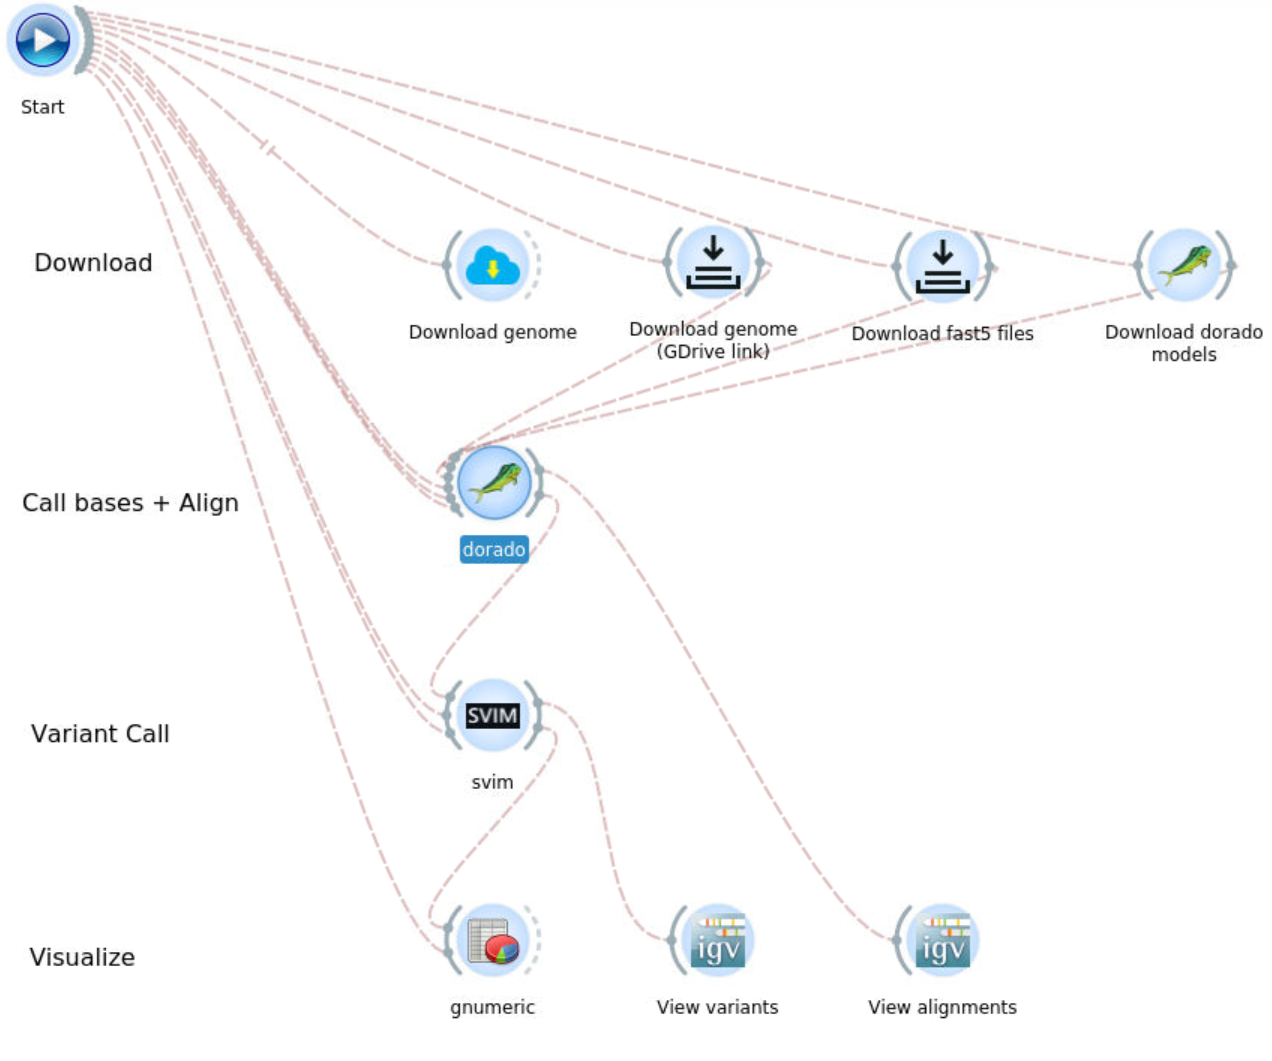 Start
Download
Download genome
Download genome
(GDrive link)
Download fast5 files
Download dorado
models
Call bases + Align
dorado
Variant Call
SVIM
svim
Visualize
igv
igv
gnumeric
View variants
View alignments